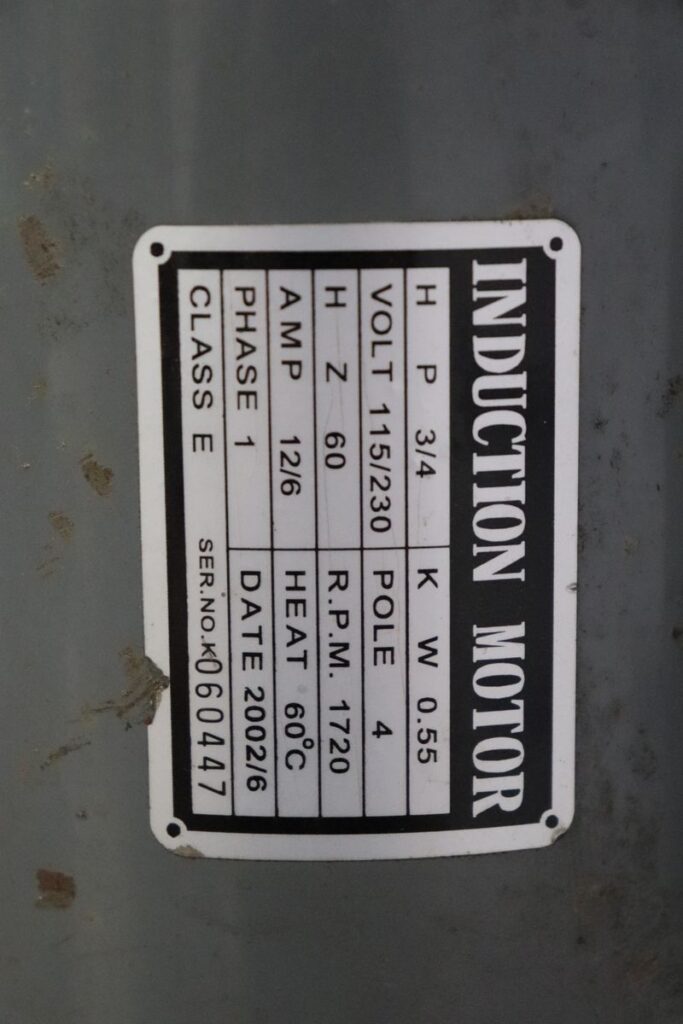 INDUCTION MOTOR
H P 3/4 K W 0.55
VOLT 115/230 POLE 4
H Z 60 R.P.M. 1720
AMP 12/6 HEAT 60°C
PHASE 1 DATE 2002/6
CLASS E SER.NO.K060447